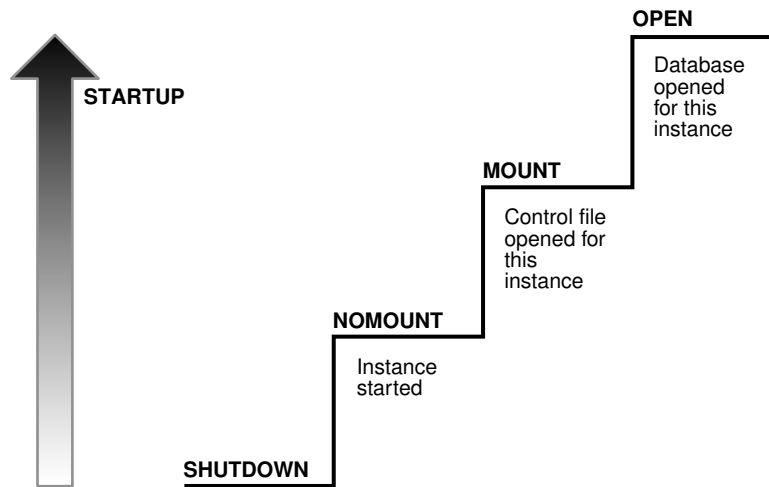 OPEN
Database
opened
for this
instance
STARTUP
MOUNT
Control file
opened for
this
instance
NOMOUNT
Instance
started
SHUTDOWN